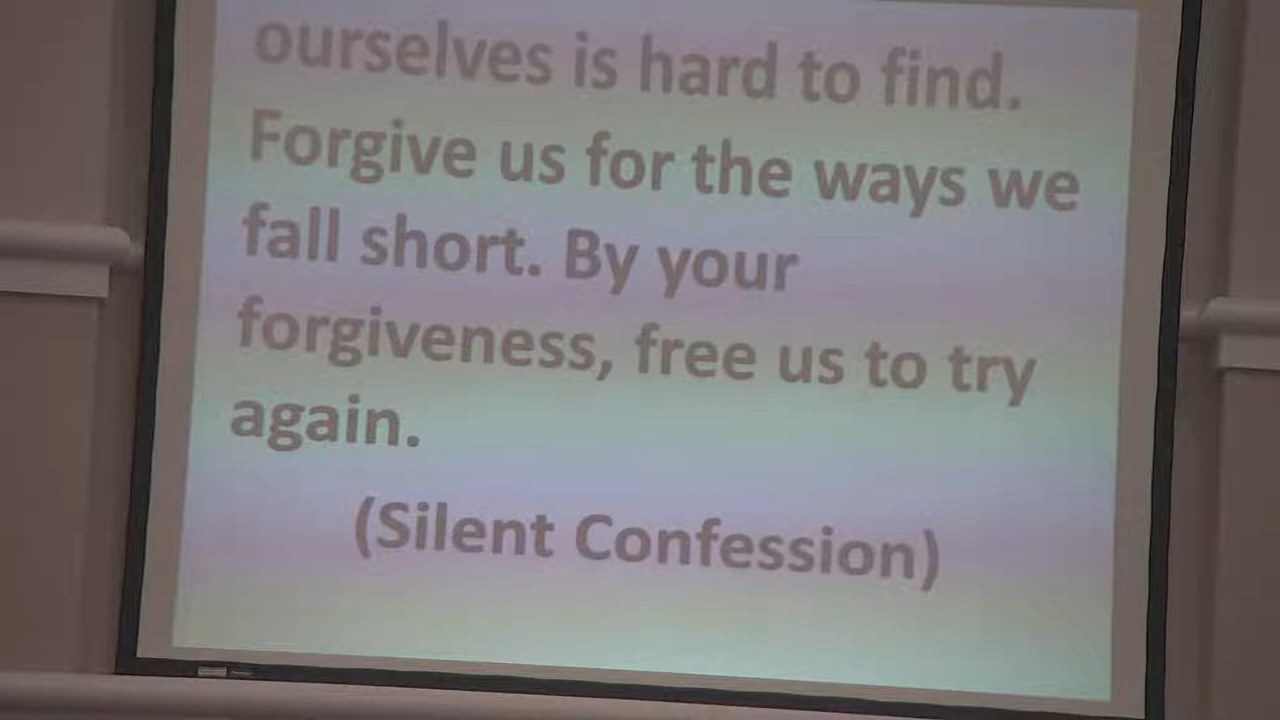 ourselves is hard to find.
Forgive us for the ways we
fall short. By your
forgiveness, free us to try
again.
(Silent Confession)